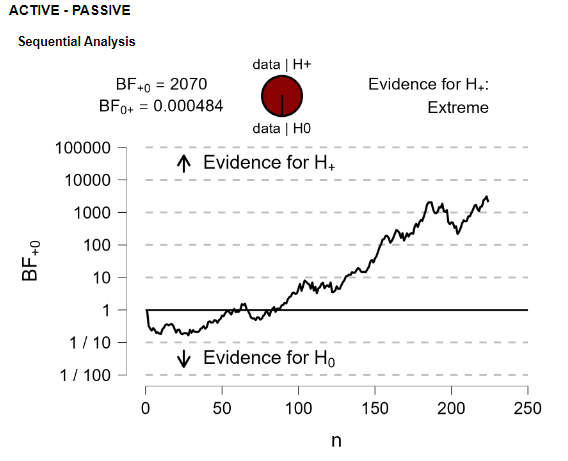 ACTIVE - PASSIVE
Sequential Analysis
data | H+
BF+0 = 2070
BF0+ = 0.000484
Evidence for H+:
Extreme
data | H0
100000
10000
1000
100
10
1
1 / 10
1 / 100
BF+0
Evidence for H+
Evidence for H0
0 50 100 150 200 250
n